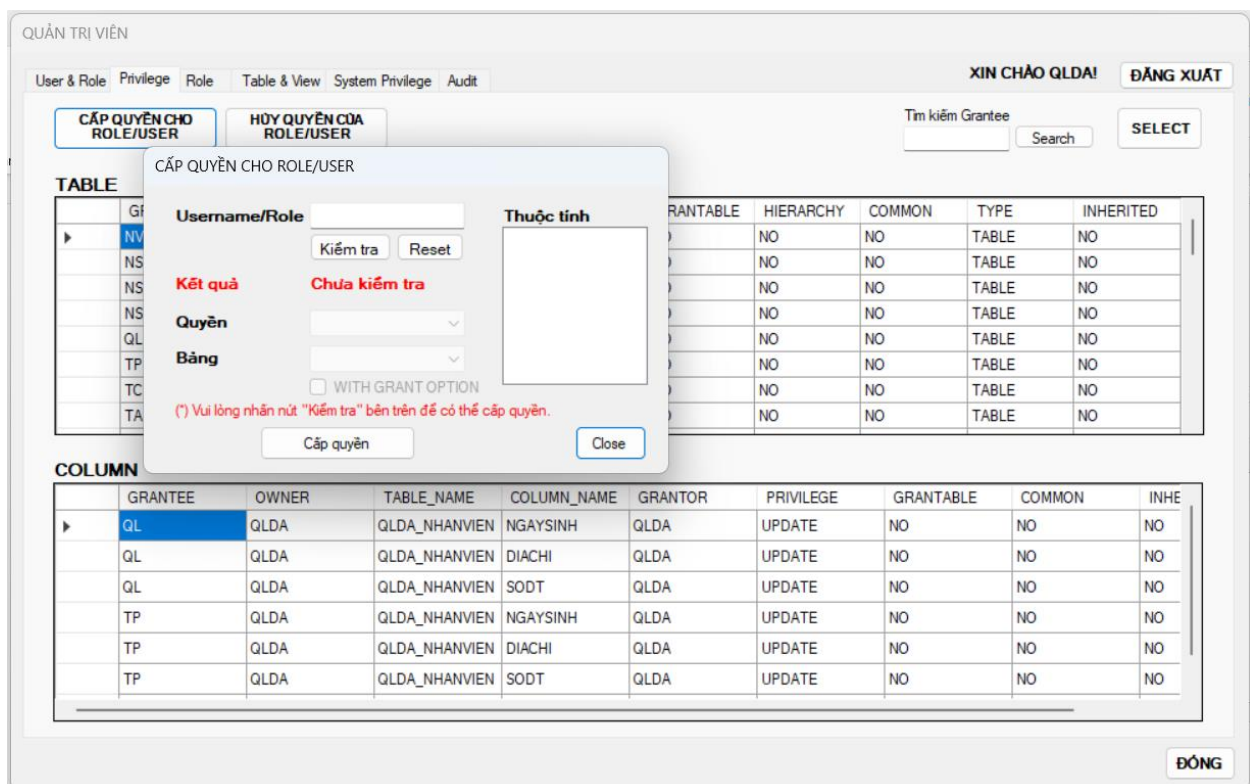 QUẢN TRỊ VIÊN
User & Role Privilege Role Table & View System Privilege Audit
XIN CHÀO QLDA!
ĐĂNG XUẤT
CẤP QUYỀN CHO
ROLE/USER
HỦY QUYỀN CỦA
ROLE/USER
Tìm kiếm Grantee
Search
SELECT
CẤP QUYỀN CHO ROLE/USER
Username/Role
Thuộc tính
Kiểm tra Reset
Kết quả Chưa kiểm tra
Quyền
Bảng
WITH GRANT OPTION
(*) Vui lòng nhấn nút "Kiểm tra" bên trên để có thể cấp quyền.
Cấp quyền Close
TABLE
HIERARCHY COMMON TYPE INHERITED
NV NO NO TABLE NO
NS NO NO TABLE NO
NS NO NO TABLE NO
NS NO NO TABLE NO
QL NO NO TABLE NO
TP NO NO TABLE NO
TC NO NO TABLE NO
TA NO NO TABLE NO
COLUMN
GRANTEE OWNER TABLE_NAME COLUMN_NAME GRANTOR PRIVILEGE GRANTABLE COMMON INHE
QL QLDA QLDA_NHANVIEN NGAYSINH QLDA UPDATE NO NO NO
QL QLDA QLDA_NHANVIEN DIACHI QLDA UPDATE NO NO NO
QL QLDA QLDA_NHANVIEN SODT QLDA UPDATE NO NO NO
TP QLDA QLDA_NHANVIEN NGAYSINH QLDA UPDATE NO NO NO
TP QLDA QLDA_NHANVIEN DIACHI QLDA UPDATE NO NO NO
TP QLDA QLDA_NHANVIEN SODT QLDA UPDATE NO NO NO
ĐÓNG